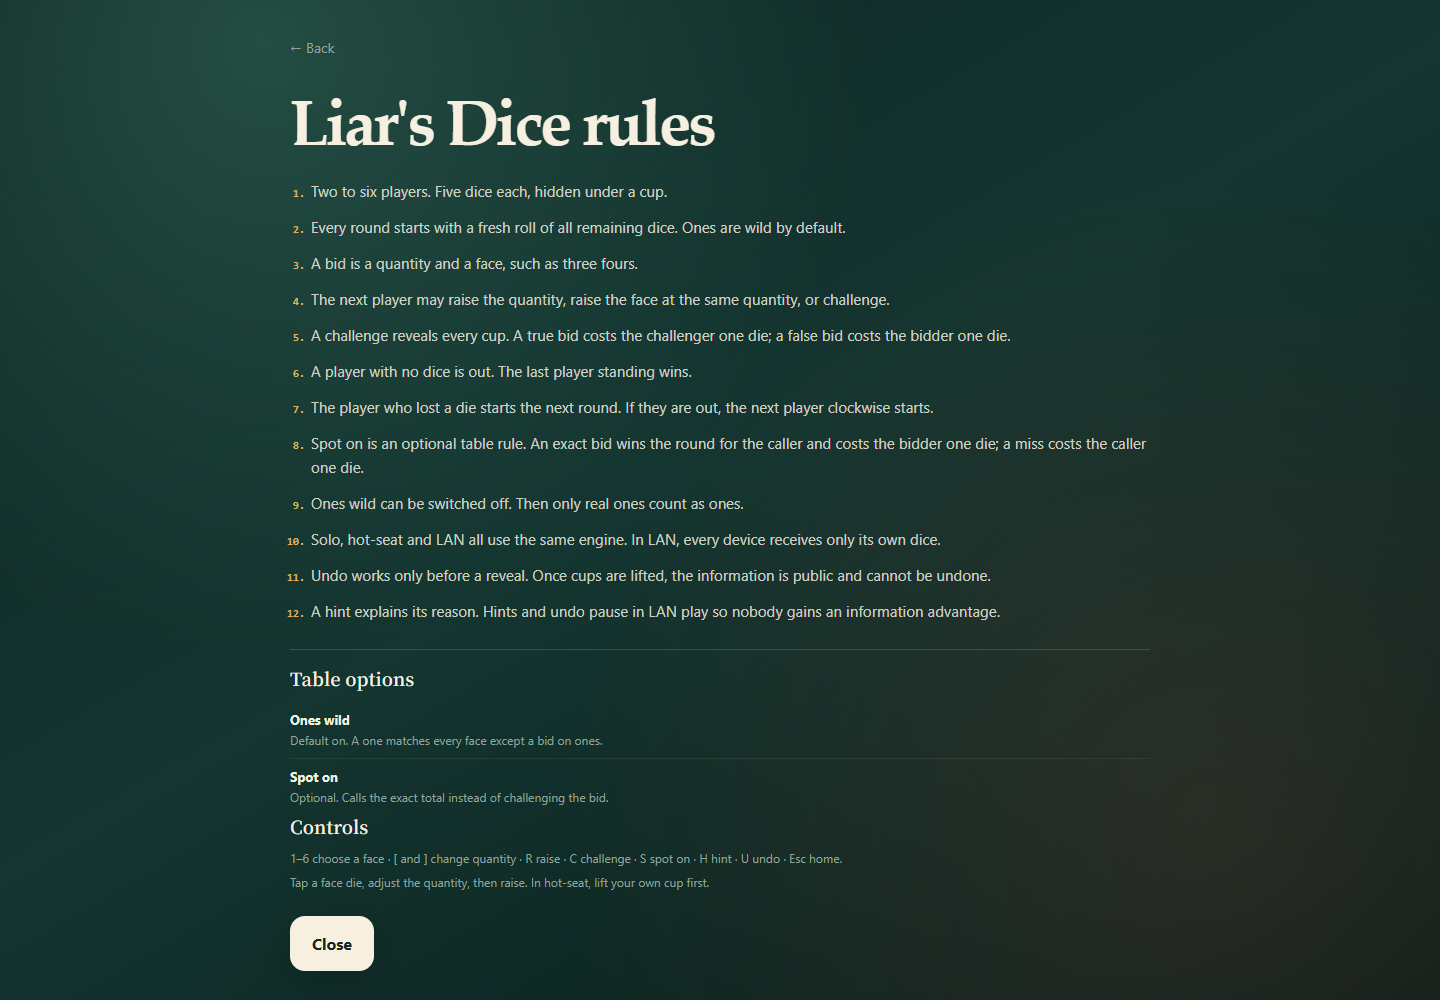 ← Back
Liar's Dice rules
1. Two to six players. Five dice each, hidden under a cup.
2. Every round starts with a fresh roll of all remaining dice. Ones are wild by default.
3. A bid is a quantity and a face, such as three fours.
4. The next player may raise the quantity, raise the face at the same quantity, or challenge.
5. A challenge reveals every cup. A true bid costs the challenger one die; a false bid costs the bidder one die.
6. A player with no dice is out. The last player standing wins.
7. The player who lost a die starts the next round. If they are out, the next player clockwise starts.
8. Spot on is an optional table rule. An exact bid wins the round for the caller and costs the bidder one die; a miss costs the caller
one die.
9. Ones wild can be switched off. Then only real ones count as ones.
10. Solo, hot-seat and LAN all use the same engine. In LAN, every device receives only its own dice.
11. Undo works only before a reveal. Once cups are lifted, the information is public and cannot be undone.
12. A hint explains its reason. Hints and undo pause in LAN play so nobody gains an information advantage.
Table options
Ones wild
Default on. A one matches every face except a bid on ones.
Spot on
Optional. Calls the exact total instead of challenging the bid.
Controls
1–6 choose a face · [ and ] change quantity · R raise · C challenge · S spot on · H hint · U undo · Esc home.
Tap a face die, adjust the quantity, then raise. In hot-seat, lift your own cup first.
Close